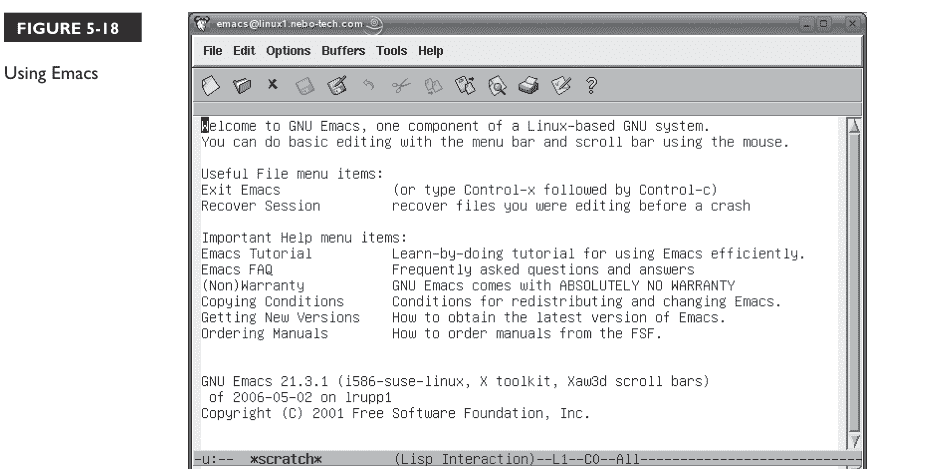 FIGURE 5-18
Using Emacs
emacs@linux1.nebo-tech.com
File Edit Options Buffers Tools Help
Welcome to GNU Emacs, one component of a Linux-based GNU system.
You can do basic editing with the menu bar and scroll bar using the mouse.
Useful File menu items:
Exit Emacs (or type Control-x followed by Control-c)
Recover Session recover files you were editing before a crash
Important Help menu items:
Emacs Tutorial Learn-by-doing tutorial for using Emacs efficiently.
Emacs FAQ Frequently asked questions and answers
(Non)Warranty GNU Emacs comes with ABSOLUTELY NO WARRANTY
Copying Conditions Conditions for redistributing and changing Emacs.
Getting New Versions How to obtain the latest version of Emacs.
Ordering Manuals How to order manuals from the FSF.
GNU Emacs 21.3.1 (i586-suse-linux, X toolkit, Xaw3d scroll bars)
of 2006-05-02 on lrupp1
Copyright (C) 2001 Free Software Foundation, Inc.
-u:-- *scratch* (Lisp Interaction)--L1--C0--All----------------------------